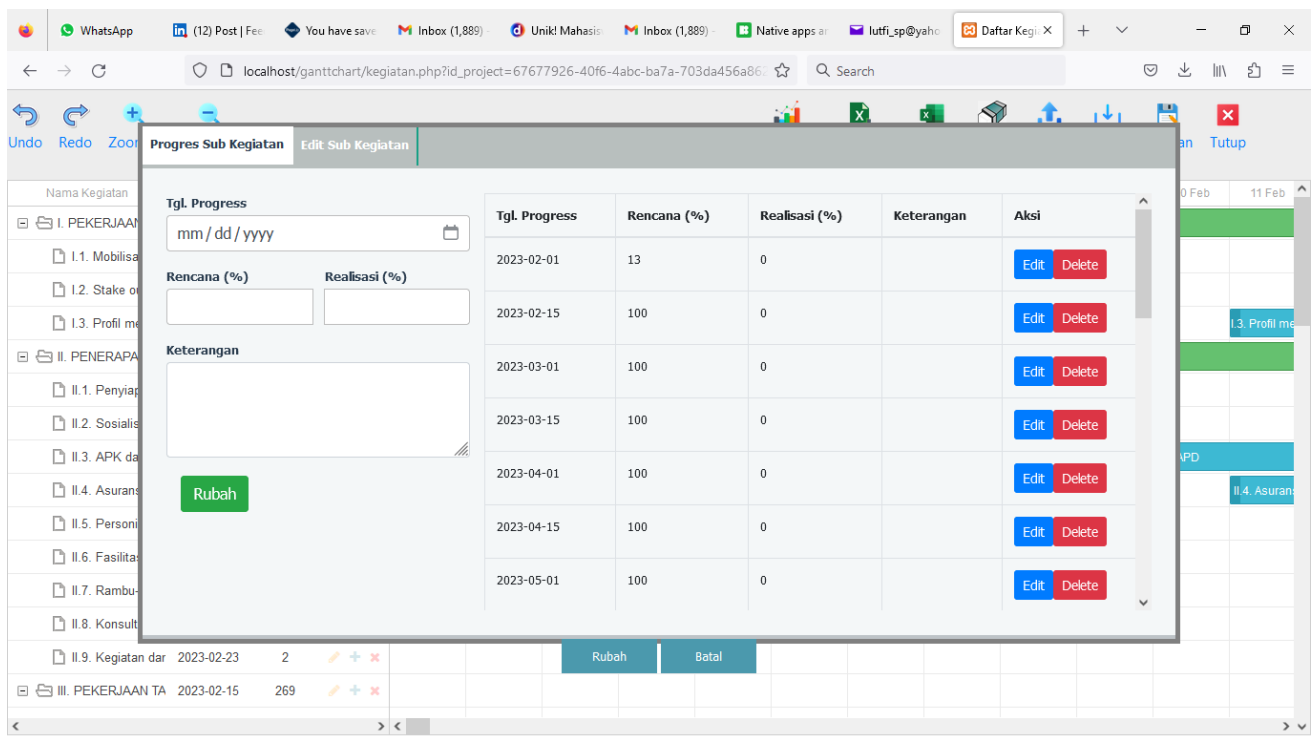 WhatsApp (12) Post | Fee You have save Inbox (1,889) - Unik! Mahasis Inbox (1,889) - Native apps ar lutfi_sp@yaho Daftar Kegi
localhost/ganttchart/kegiatan.php?id_project=67677926-40f6-4abc-ba7a-703da456a862 Search
Undo Redo Zoo an Tutup
Progres Sub Kegiatan Edit Sub Kegiatan
Nama Kegiatan 0 Feb 11 Feb
Tgl. Progress
mm / dd / yyyy
Rencana (%) Realisasi (%)
Keterangan
Rubah
Tgl. Progress Rencana (%) Realisasi (%) Keterangan Aksi
2023-02-01 13 0 Edit Delete
2023-02-15 100 0 Edit Delete
2023-03-01 100 0 Edit Delete
2023-03-15 100 0 Edit Delete
2023-04-01 100 0 Edit Delete
2023-04-15 100 0 Edit Delete
2023-05-01 100 0 Edit Delete
I. PEKERJAAN
I.1. Mobilisa
I.2. Stake ou
I.3. Profil me I.3. Profil me
II. PENERAPA
II.1. Penyiap
II.2. Sosialis
II.3. APK da APD
II.4. Asurans II.4. Asurans
II.5. Personi
II.6. Fasilitas
II.7. Rambu-
II.8. Konsult
II.9. Kegiatan dar 2023-02-23 2 Rubah Batal
III. PEKERJAAN TA 2023-02-15 269